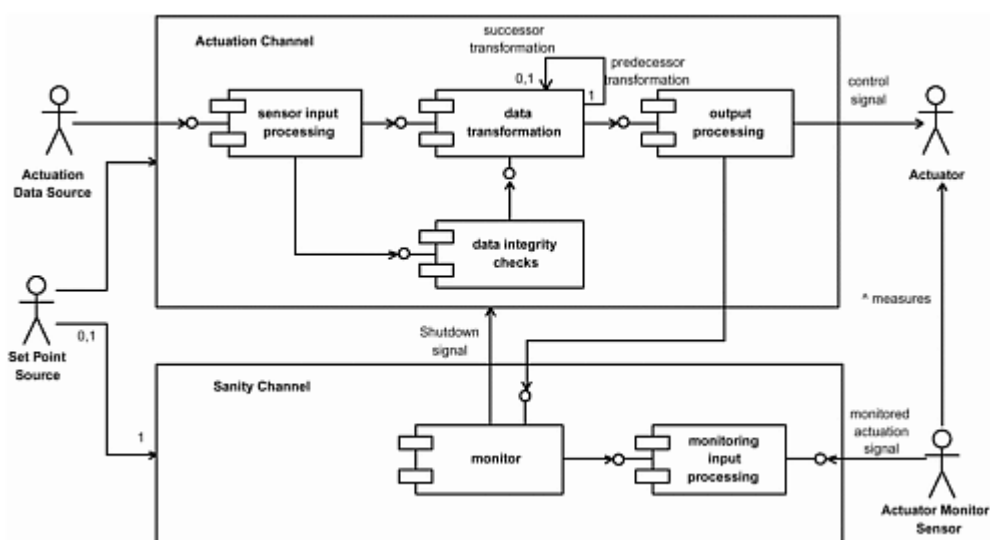 Actuation Channel
successor
transformation
0,1
predecessor
transformation
1
control
signal
sensor input
processing
data
transformation
output
processing
Actuation
Data Source
Actuator
data integrity
checks
Set Point
Source
0,1
Shutdown
signal
^ measures
Sanity Channel
1
monitor
monitoring
input
processing
monitored
actuation
signal
Actuator Monitor
Sensor